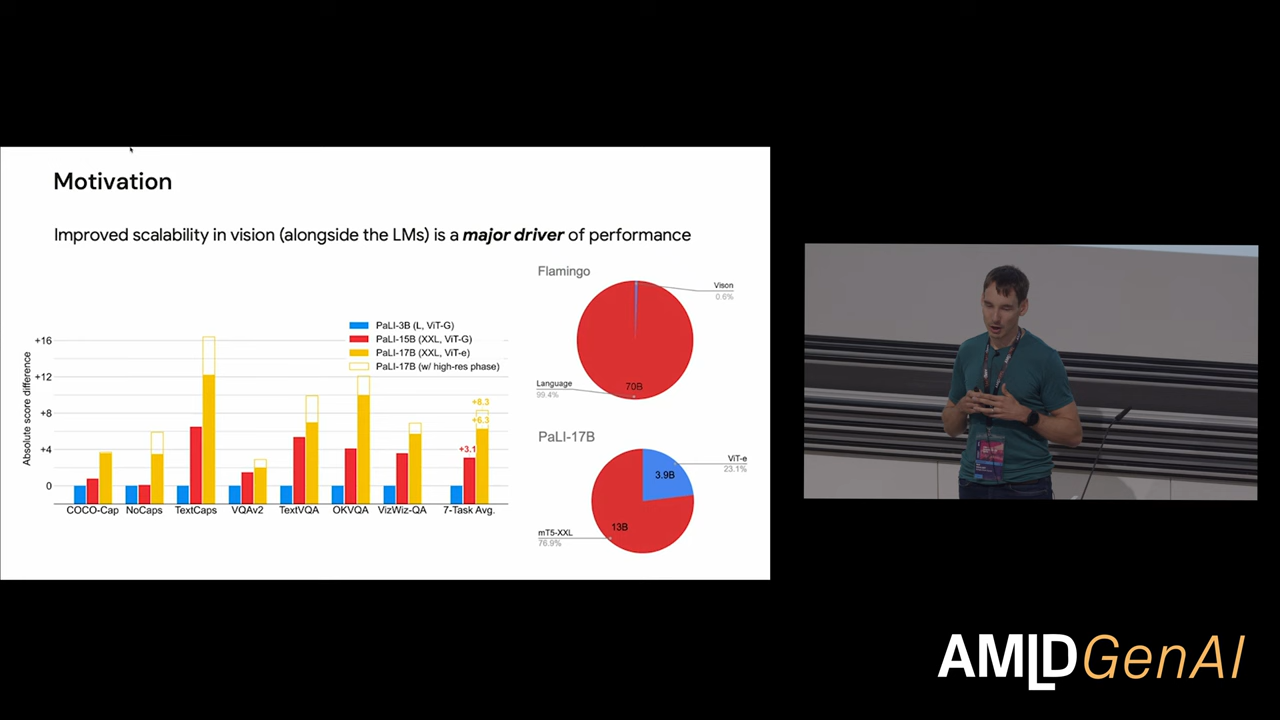 Motivation
Improved scalability in vision (alongside the LMs) is a major driver of performance
Absolute score difference
+16
+12
+8
+4
0
PaLI-3B (L, ViT-G)
PaLI-15B (XXL, ViT-G)
PaLI-17B (XXL, ViT-e)
PaLI-17B (w/ high-res phase)
+8.3
+6.3
+3.1
COCO-Cap NoCaps TextCaps VQAv2 TextVQA OKVQA VizWiz-QA 7-Task Avg.
Flamingo
Vison
0.6%
Language
99.4%
70B
PaLI-17B
ViT-e
23.1%
3.9B
13B
mT5-XXL
76.9%
AMLD GenAI